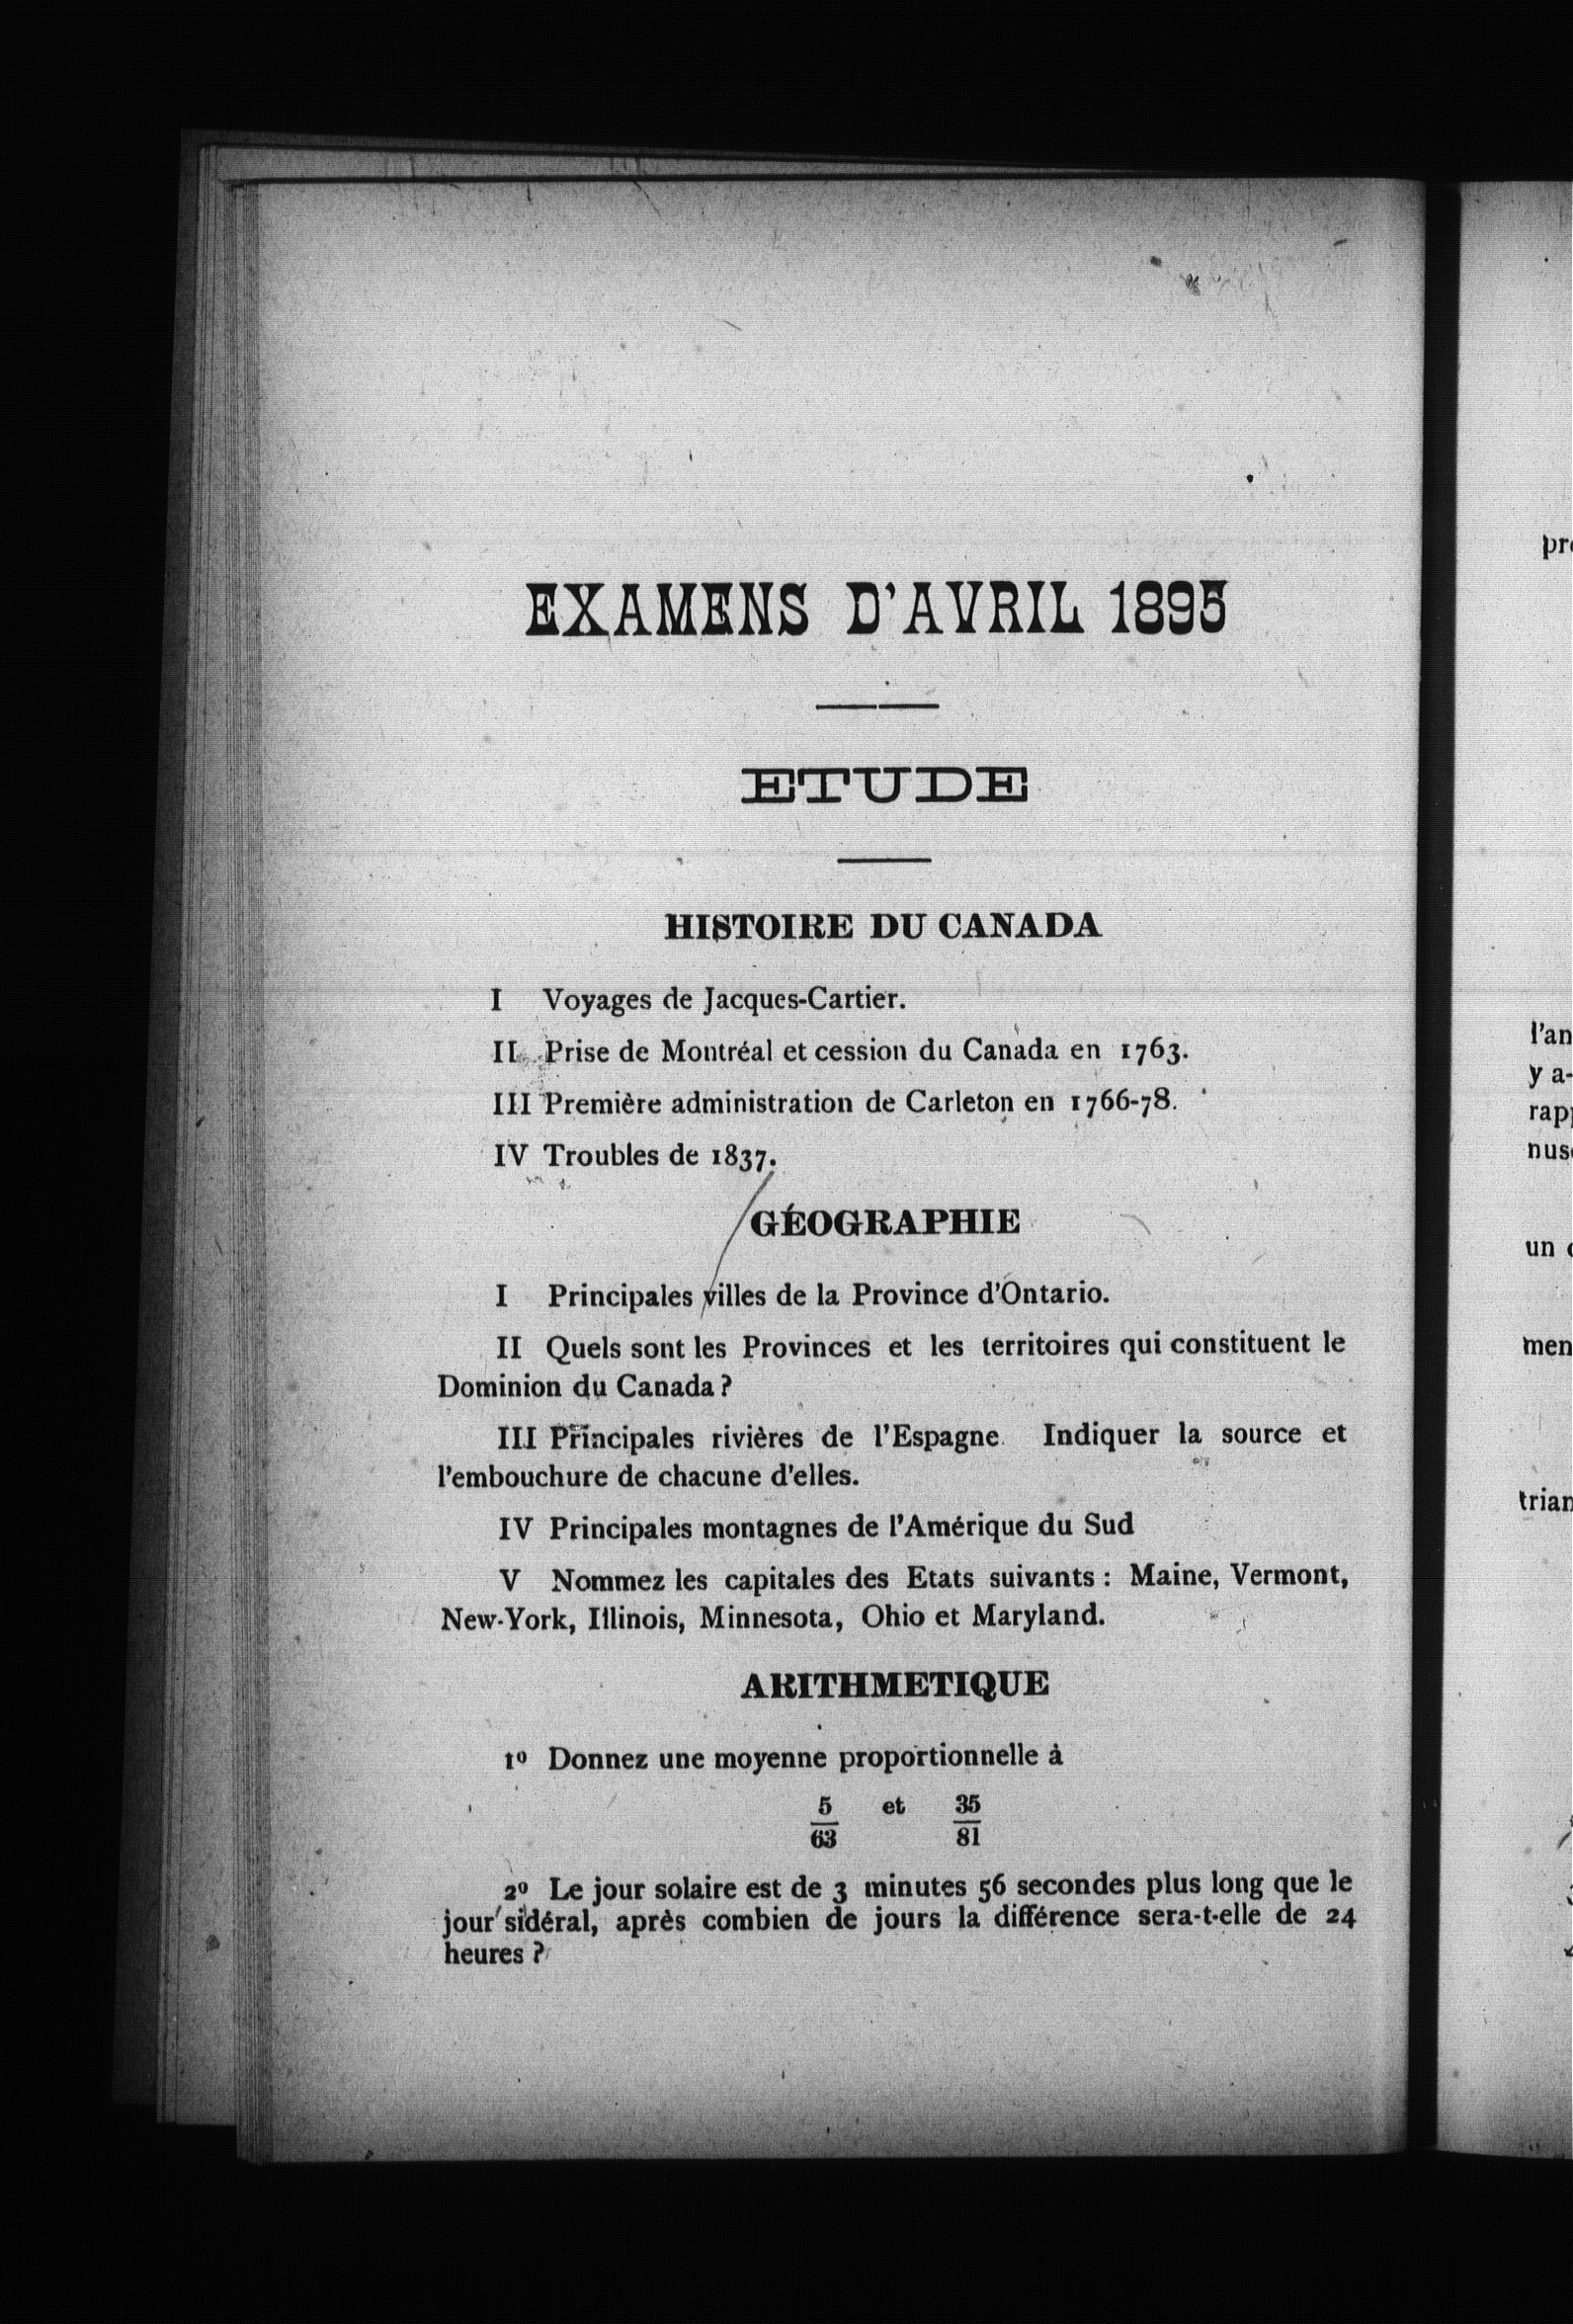 EXAMENS D'AVRIL 1895
ETUDE
HISTOIRE DU CANADA
I Voyages de Jacques-Cartier.
II Prise de Montréal et cession du Canada en 1763.
III Première administration de Carleton en 1766-78.
IV Troubles de 1837.
GÉOGRAPHIE
I Principales villes de la Province d'Ontario.
II Quels sont les Provinces et les territoires qui constituent le
Dominion du Canada ?
III Principales rivières de l'Espagne. Indiquer la source et
l'embouchure de chacune d'elles.
IV Principales montagnes de l'Amérique du Sud
V Nommez les capitales des Etats suivants : Maine, Vermont,
New-York, Illinois, Minnesota, Ohio et Maryland.
ARITHMETIQUE
1º Donnez une moyenne proportionnelle à
5 et 35
63 81
2º Le jour solaire est de 3 minutes 56 secondes plus long que le
jour sidéral, après combien de jours la différence sera-t-elle de 24
heures ?
l'an
y a-
un